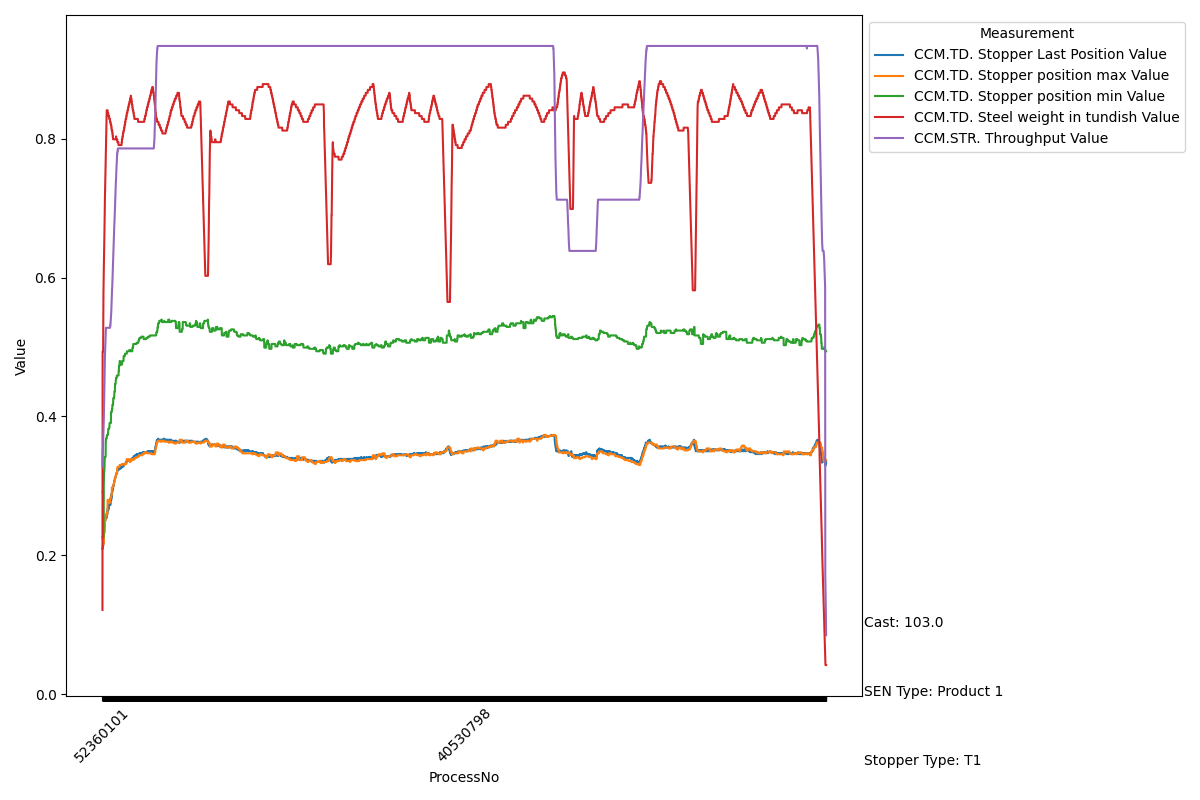 Measurement
CCM.TD. Stopper Last Position Value
CCM.TD. Stopper position max Value
CCM.TD. Stopper position min Value
CCM.TD. Steel weight in tundish Value
CCM.STR. Throughput Value
0.8
0.6
0.4
0.2
0.0
Value
52360101
40530798
ProcessNo
Cast: 103.0
SEN Type: Product 1
Stopper Type: T1